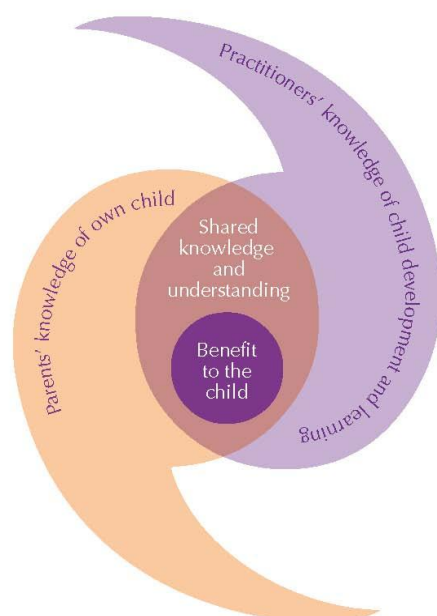 Practitioners' knowledge of child development and learning
Parents' knowledge of own child
Shared
knowledge
and
understanding
Benefit
to the
child